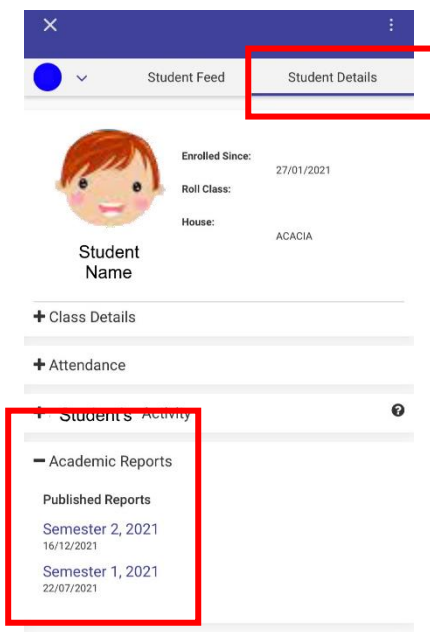 Student Feed Student Details
Enrolled Since:
27/01/2021
Roll Class:
House:
ACACIA
Student
Name
+ Class Details
+ Attendance
+ Student's Activity
− Academic Reports
Published Reports
Semester 2, 2021
16/12/2021
Semester 1, 2021
22/07/2021